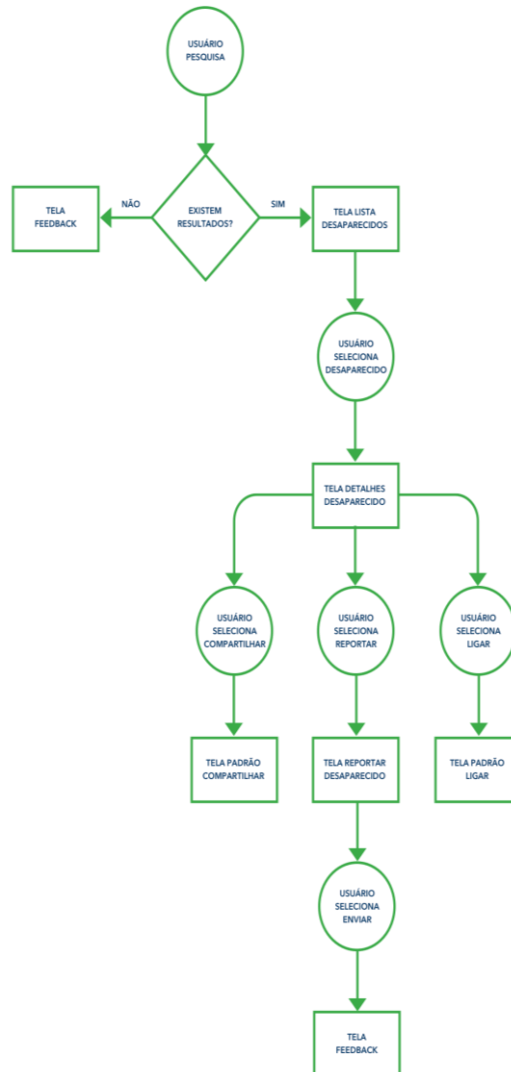 USUÁRIO
PESQUISA
NÃO
EXISTEM
RESULTADOS?
SIM
TELA
FEEDBACK
TELA LISTA
DESAPARECIDOS
USUÁRIO
SELECIONA
DESAPARECIDO
TELA DETALHES
DESAPARECIDO
USUÁRIO
SELECIONA
COMPARTILHAR
USUÁRIO
SELECIONA
REPORTAR
USUÁRIO
SELECIONA
LIGAR
TELA PADRÃO
COMPARTILHAR
TELA REPORTAR
DESAPARECIDO
TELA PADRÃO
LIGAR
USUÁRIO
SELECIONA
ENVIAR
TELA
FEEDBACK